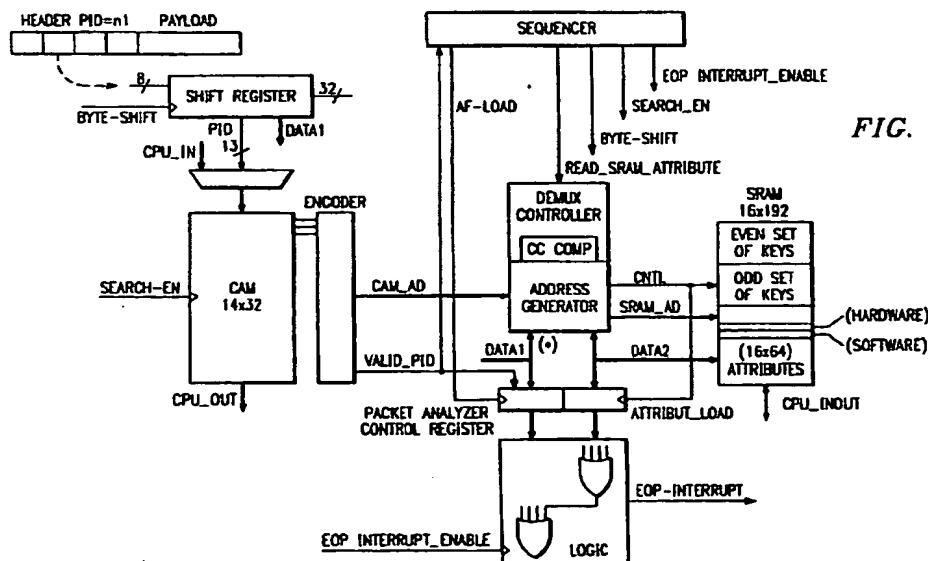 HEADER PID=n1 PAYLOAD
SEQUENCER
8
SHIFT REGISTER
32
BYTE-SHIFT
PID
13
DATA1
CPU_IN
AF-LOAD
EOP INTERRUPT_ENABLE
SEARCH_EN
BYTE-SHIFT
READ_SRAM_ATTRIBUTE
FIG.
ENCODER
CAM
14x32
SEARCH-EN
CAM_AD
VALID_PID
CPU_OUT
DEMUX
CONTROLLER
CC COMP
ADDRESS
GENERATOR
CNTL
SRAM_AD
SRAM
16x192
EVEN SET
OF KEYS
ODD SET
OF KEYS
(HARDWARE)
(SOFTWARE)
(16x64)
ATTRIBUTES
CPU_INOUT
DATA1
(*)
DATA2
PACKET ANALYZER
CONTROL REGISTER
ATTRIBUT_LOAD
EOP-INTERRUPT
EOP INTERRUPT_ENABLE
LOGIC